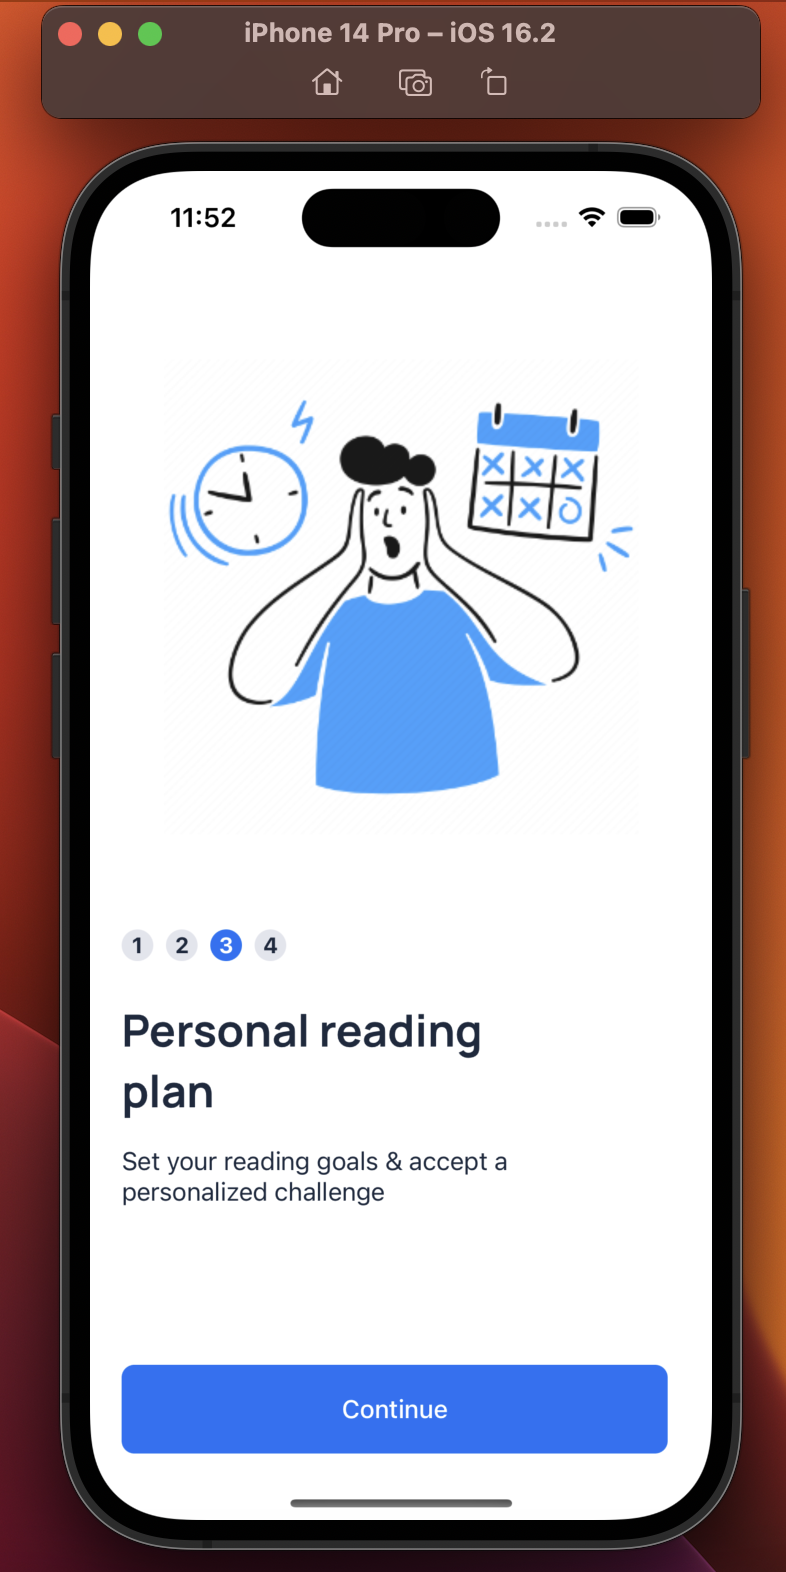 iPhone 14 Pro – iOS 16.2
11:52
1 2 3 4
Personal reading
plan
Set your reading goals & accept a
personalized challenge
Continue